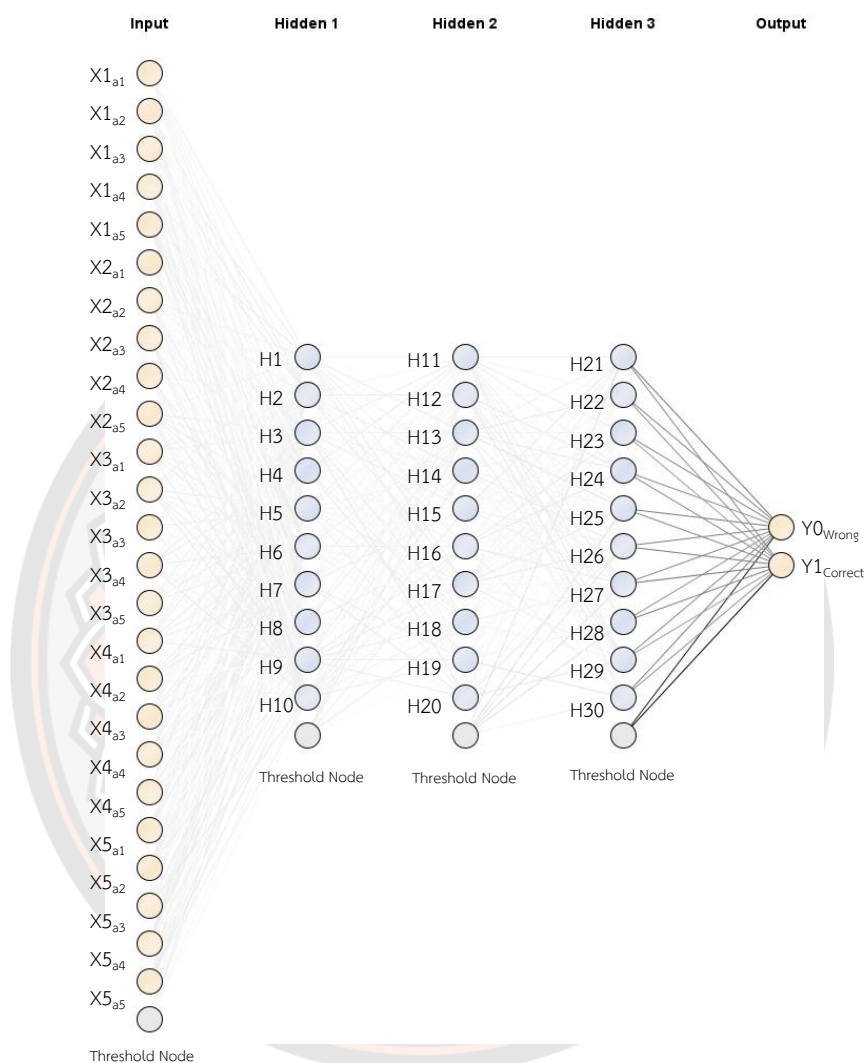 Input Hidden 1 Hidden 2 Hidden 3 Output
X1a1
X1a2
X1a3
X1a4
X1a5
X2a1
X2a2
X2a3
X2a4
X2a5
X3a1
X3a2
X3a3
X3a4
X3a5
X4a1
X4a2
X4a3
X4a4
X4a5
X5a1
X5a2
X5a3
X5a4
X5a5
Threshold Node
H1
H2
H3
H4
H5
H6
H7
H8
H9
H10
Threshold Node
H11
H12
H13
H14
H15
H16
H17
H18
H19
H20
Threshold Node
H21
H22
H23
H24
H25
H26
H27
H28
H29
H30
Threshold Node
Y0Wrong
Y1Correct